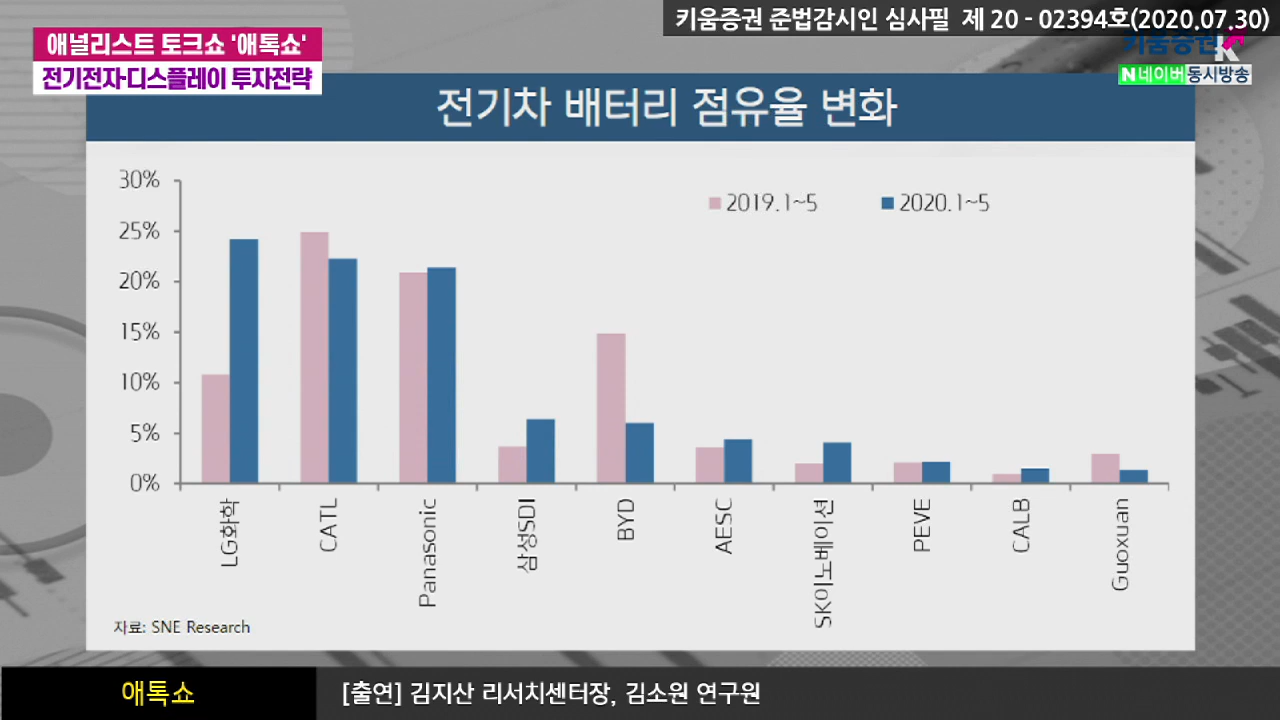 키움증권 준법감시인 심사필 제 20 - 02394호(2020.07.30)
애널리스트 토크쇼 '애톡쇼'
전기전자·디스플레이 투자전략
키움증권
N 네이버 동시방송
전기차 배터리 점유율 변화
2019.1~5
2020.1~5
30%
25%
20%
15%
10%
5%
0%
LG화학
CATL
Panasonic
삼성SDI
BYD
AESC
SK이노베이션
PEVE
CALB
Guoxuan
자료: SNE Research
애톡쇼
[출연] 김지산 리서치센터장, 김소원 연구원